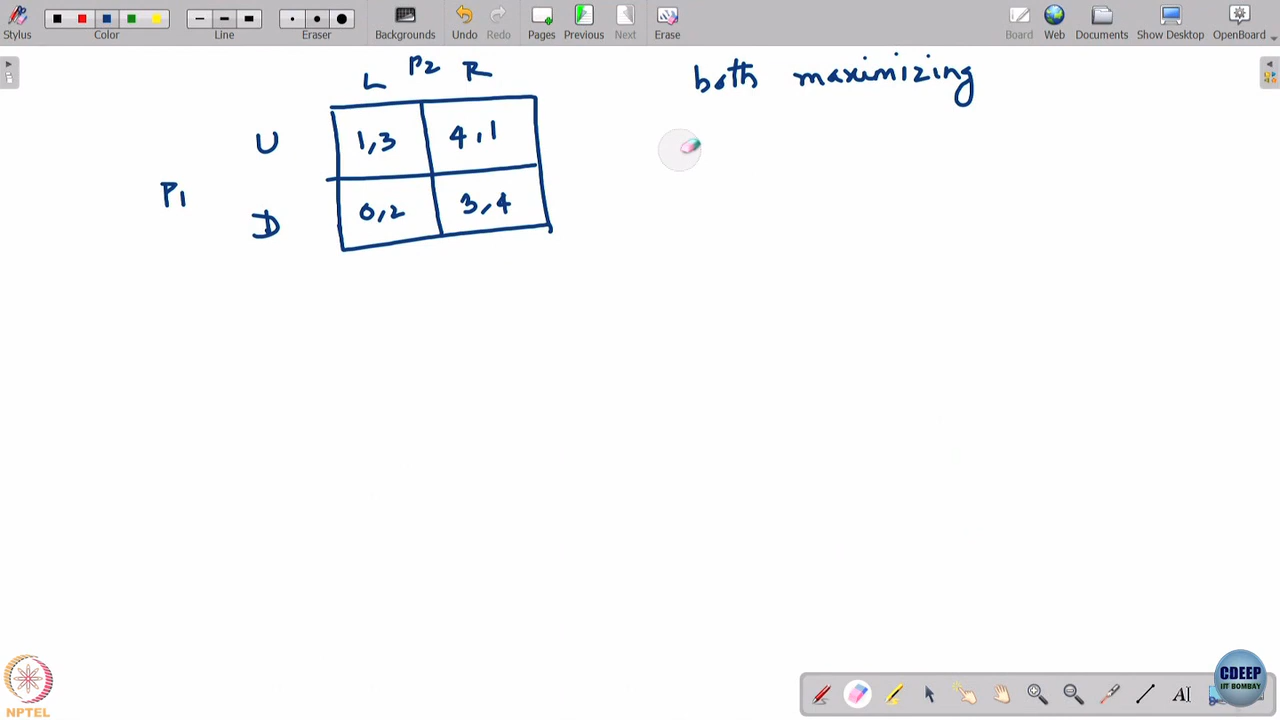 Stylus
Color
Line
Eraser
Backgrounds
Undo
Redo
Pages
Previous
Next
Erase
Board
Web
Documents
Show Desktop
OpenBoard
P2
L R
both maximizing
U 1,3 4,1
P1
D 0,2 3,4
NPTEL
CDEEP
IIT BOMBAY